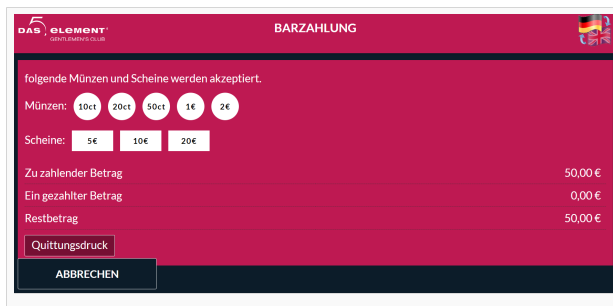 DAS 5 ELEMENT
GENTLEMEN'S CLUB
BARZAHLUNG
folgende Münzen und Scheine werden akzeptiert.
Münzen: 10ct 20ct 50ct 1€ 2€
Scheine: 5€ 10€ 20€
Zu zahlender Betrag 50,00 €
Ein gezahlter Betrag 0,00 €
Restbetrag 50,00 €
Quittungsdruck
ABBRECHEN